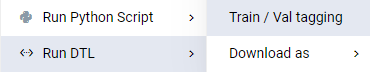 Run Python Script
Run DTL
Train / Val tagging
Download as